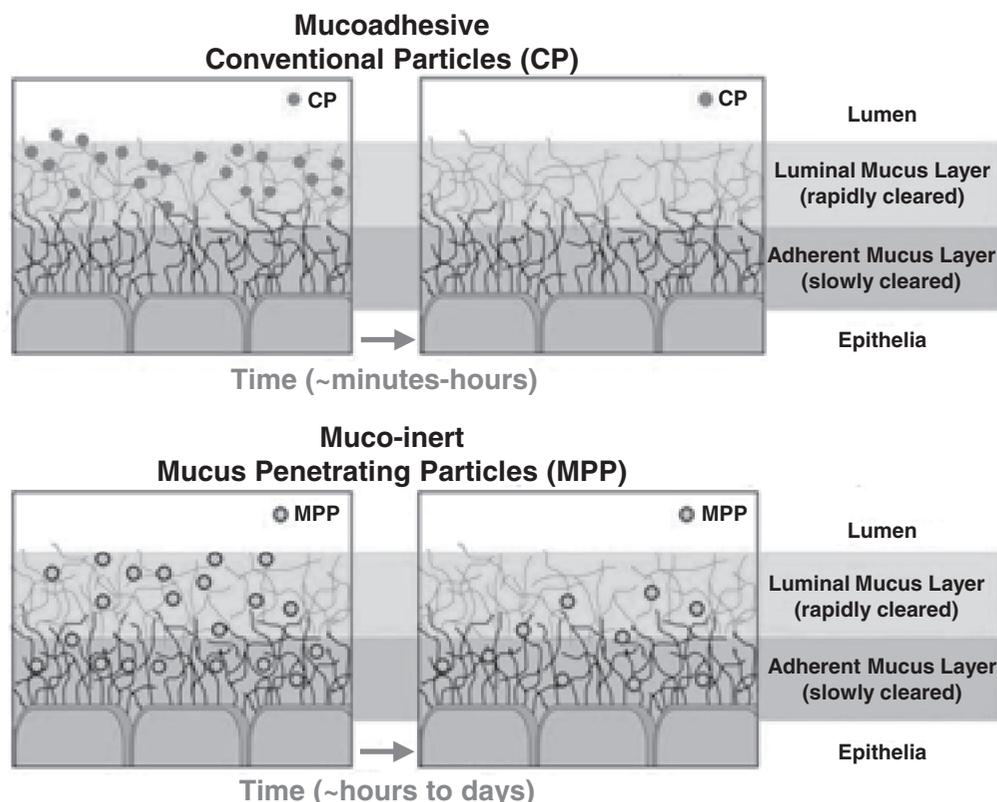 Mucoadhesive
Conventional Particles (CP)
CP
CP
Lumen
Luminal Mucus Layer
(rapidly cleared)
Adherent Mucus Layer
(slowly cleared)
Epithelia
Time (~minutes-hours)
Muco-inert
Mucus Penetrating Particles (MPP)
MPP
MPP
Lumen
Luminal Mucus Layer
(rapidly cleared)
Adherent Mucus Layer
(slowly cleared)
Epithelia
Time (~hours to days)